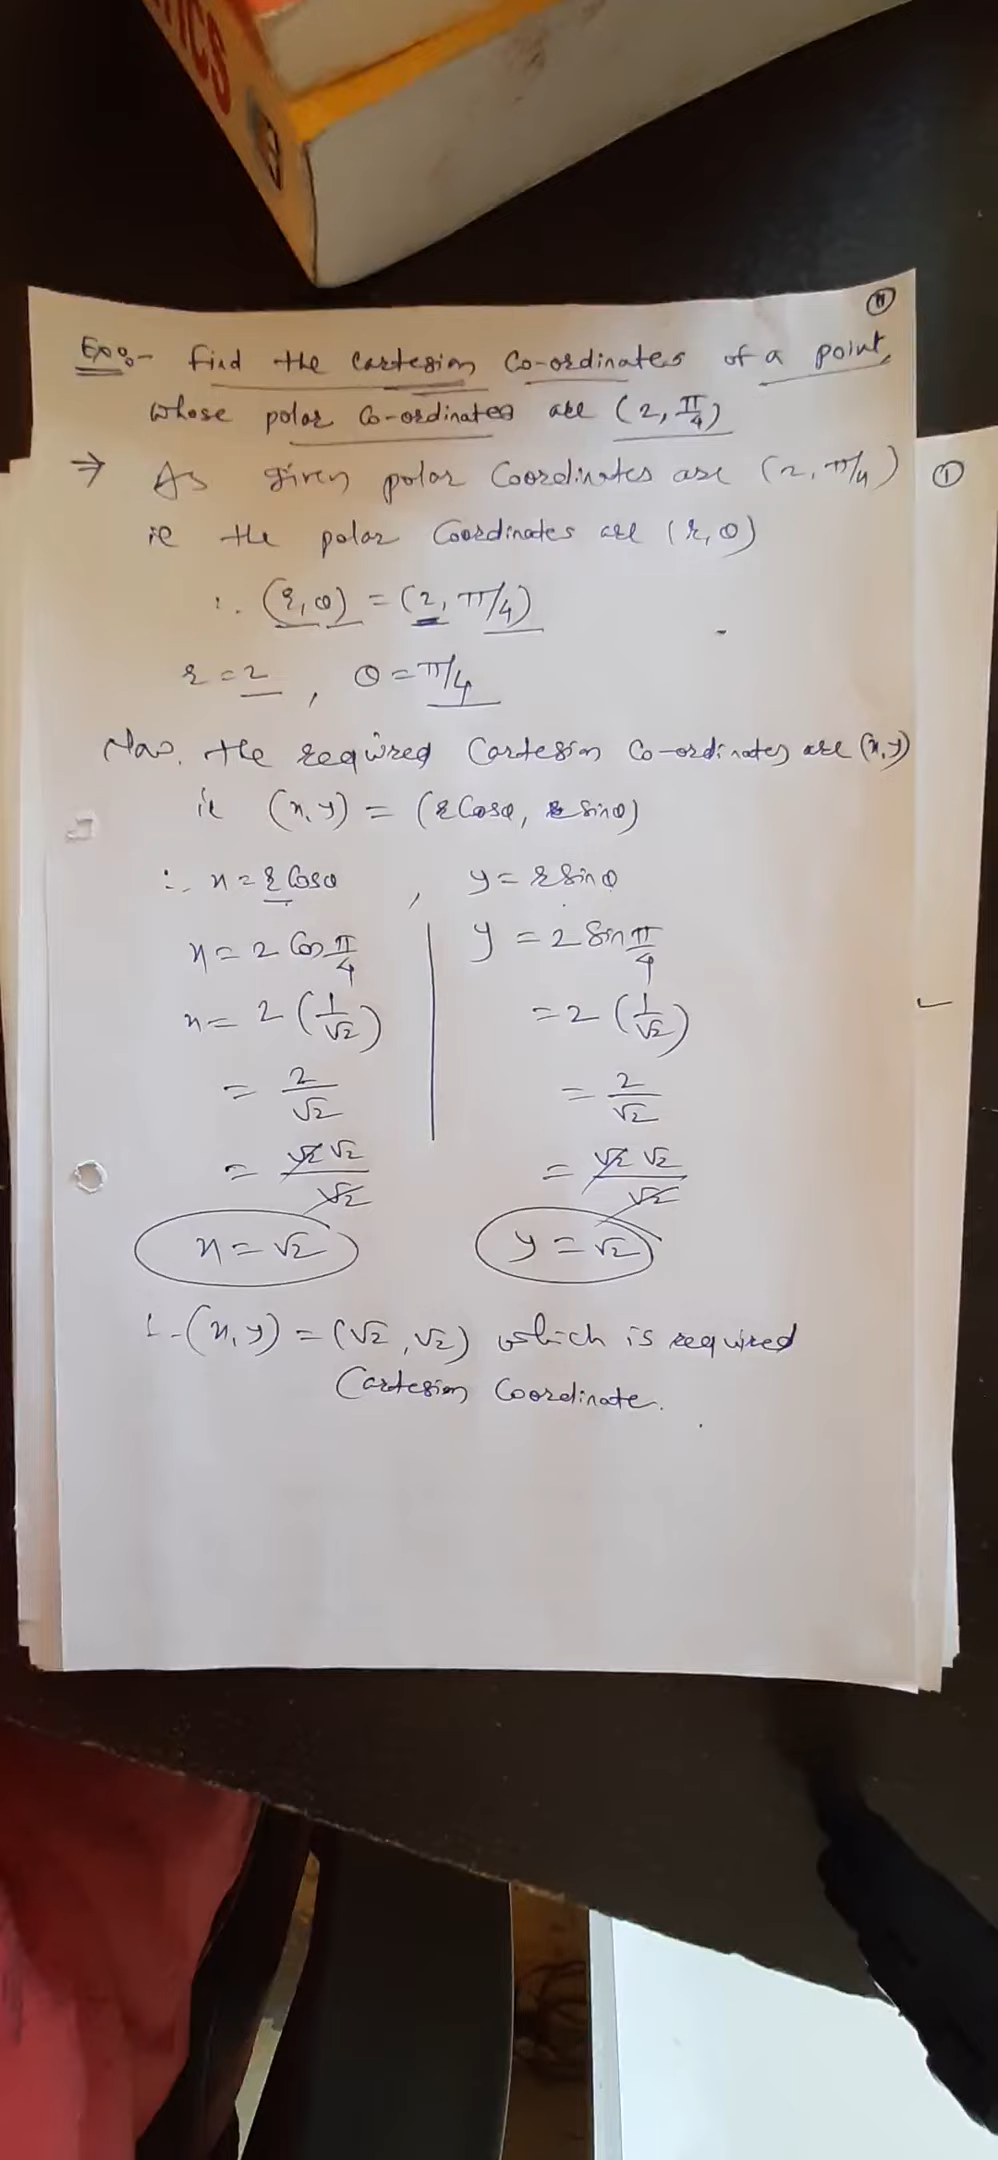 ICS
11
Ex:- find the cartesian Co-ordinates of a point,
whose polar Co-ordinates are (2, π/4)
⇒ As given polar Coordinates are (2, π/4)
1
ie the polar Coordinates are (r, θ)
∴ (r, θ) = (2, π/4)
r = 2 , θ = π/4
Now, the required Cartesian Co-ordinates are (x, y)
ie (x, y) = (r Cosθ, r Sinθ)
∴ x = r Cosθ , y = r Sinθ
x = 2 Cos π/4 y = 2 Sin π/4
x = 2 (1/√2) = 2 (1/√2)
= 2/√2 = 2/√2
= √2 √2/√2 = √2 √2/√2
x = √2 y = √2
∴ (x, y) = (√2, √2) which is required
Cartesian Coordinate.